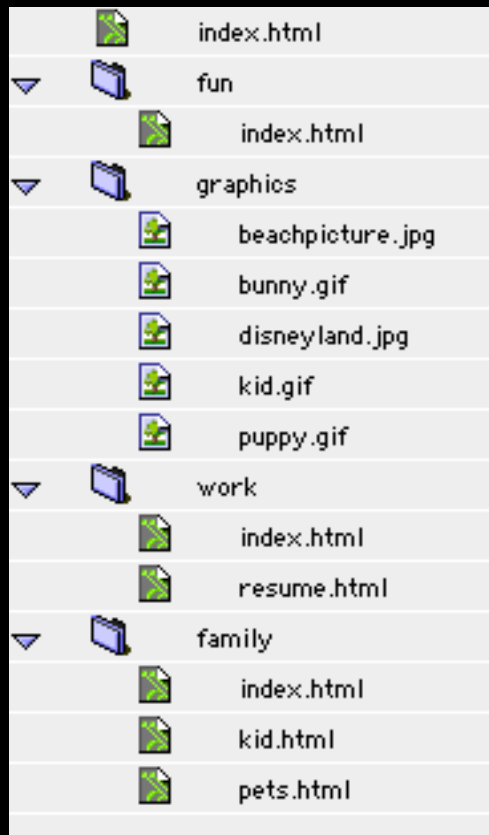 index.html
fun
index.html
graphics
beachpicture.jpg
bunny.gif
disneyland.jpg
kid.gif
puppy.gif
work
index.html
resume.html
family
index.html
kid.html
pets.html